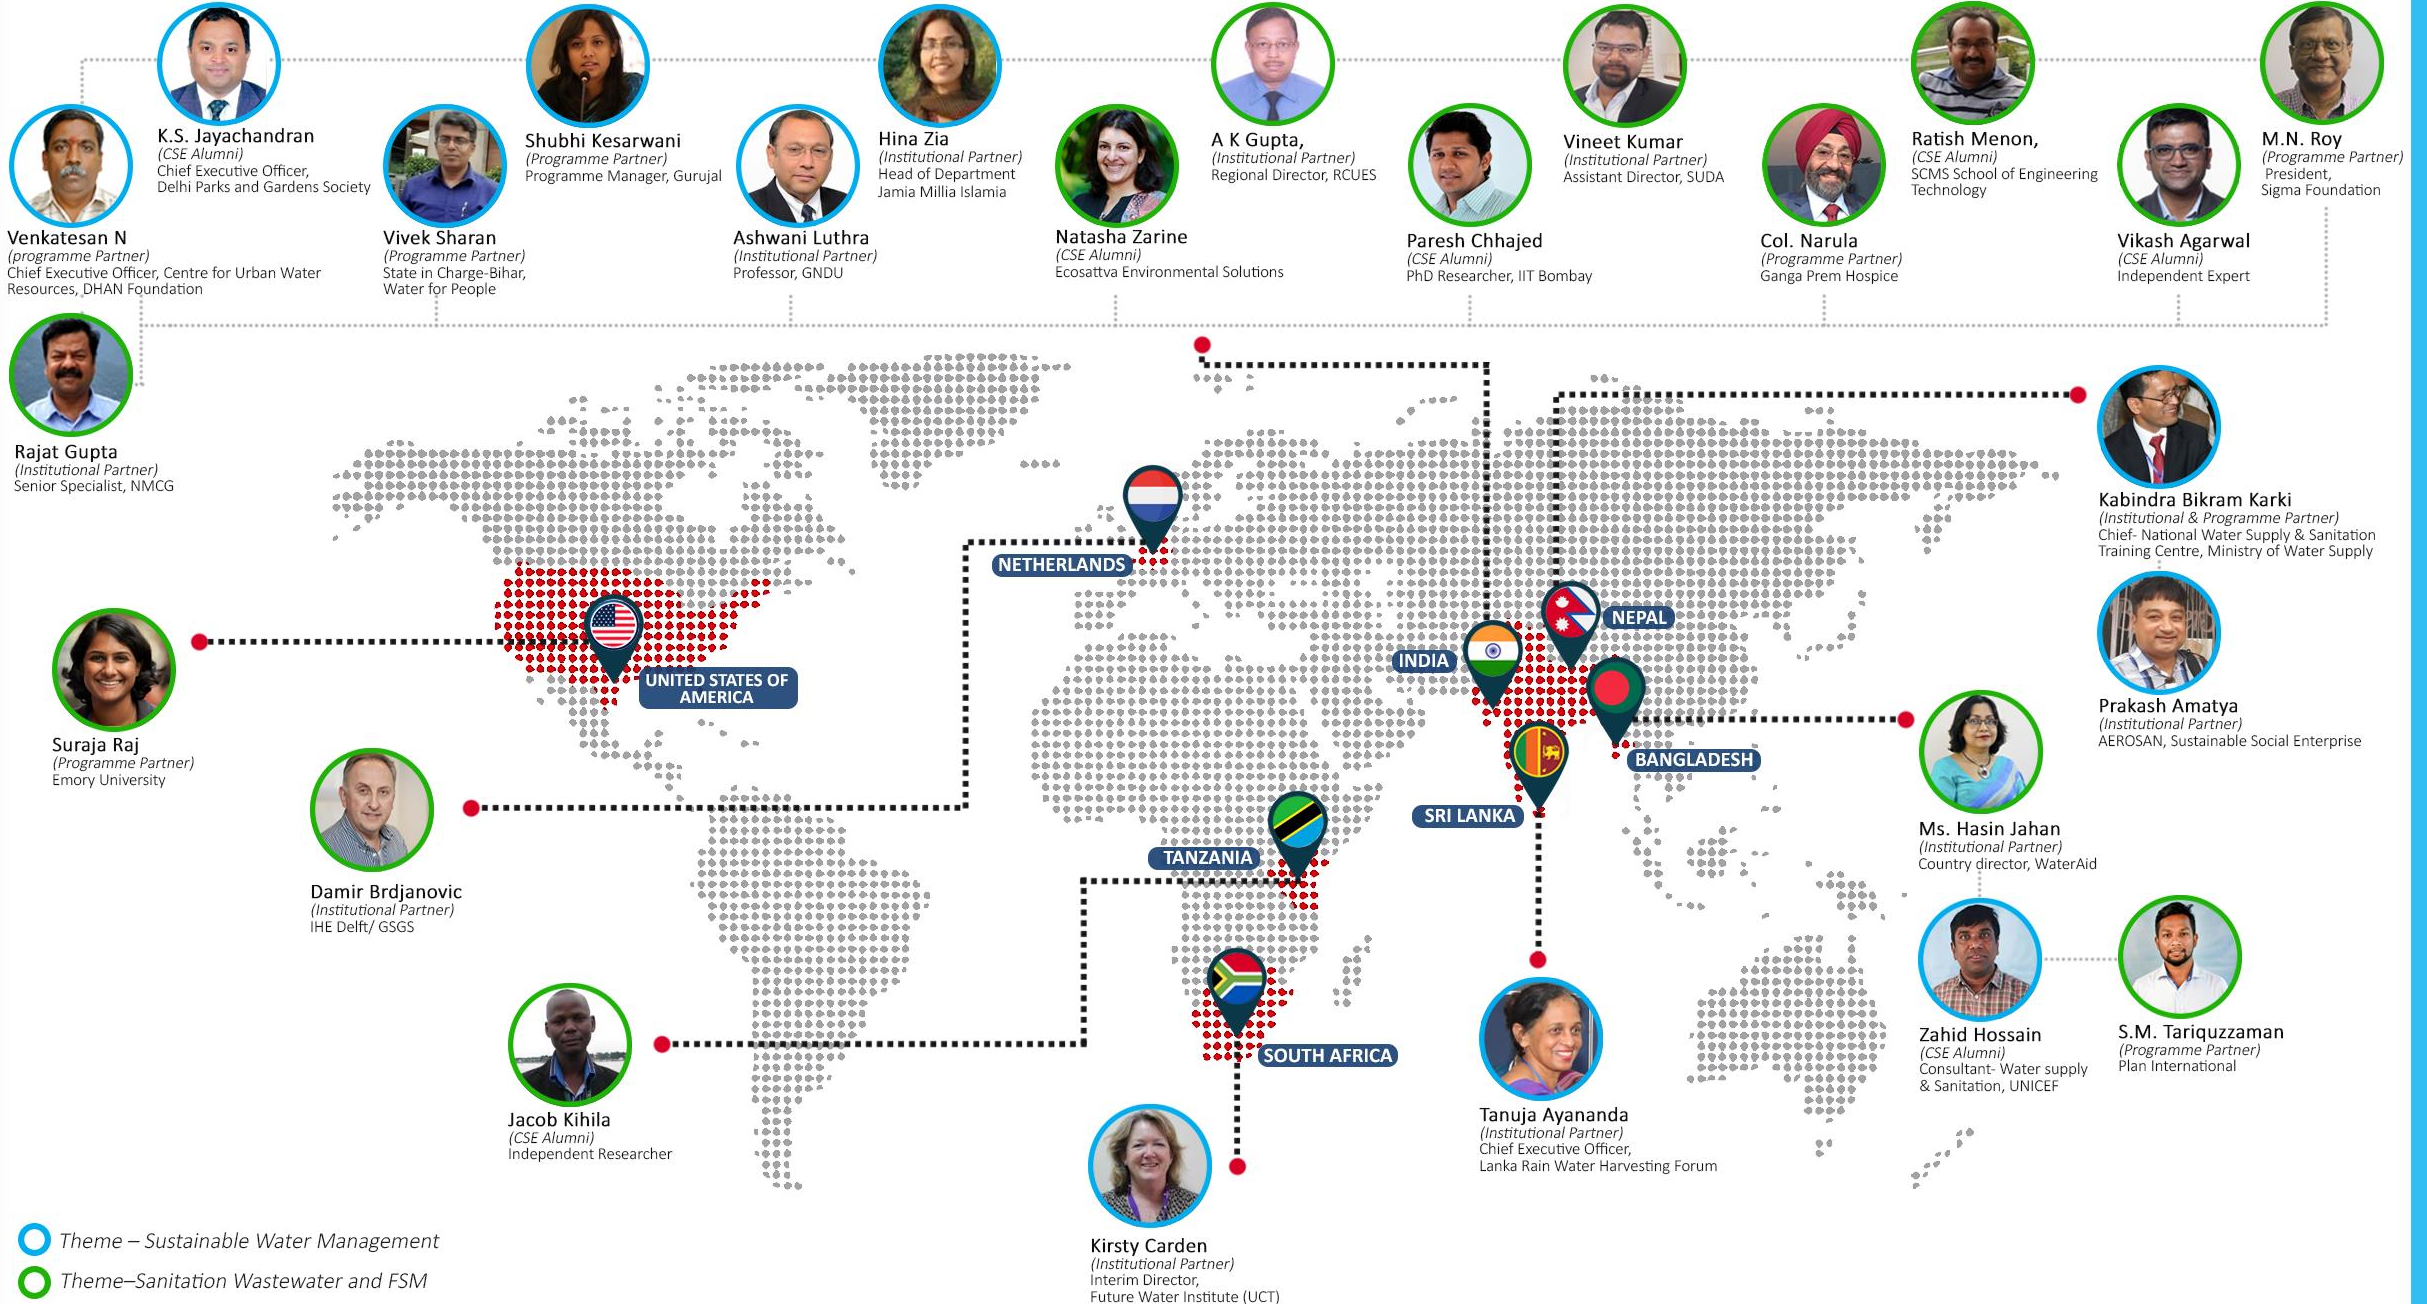 K.S. Jayachandran
(CSE Alumni)
Chief Executive Officer,
Delhi Parks and Gardens Society
Shubhi Kesarwani
(Programme Partner)
Programme Manager, Gurujal
Hina Zia
(Institutional Partner)
Head of Department
Jamia Millia Islamia
A K Gupta,
(Institutional Partner)
Regional Director, RCUES
Vineet Kumar
(Institutional Partner)
Assistant Director, SUDA
Ratish Menon,
(CSE Alumni)
SCMS School of Engineering
Technology
M.N. Roy
(Programme Partner)
President,
Sigma Foundation
Venkatesan N
(programme Partner)
Chief Executive Officer, Centre for Urban Water
Resources, DHAN Foundation
Vivek Sharan
(Programme Partner)
State in Charge-Bihar,
Water for People
Ashwani Luthra
(Institutional Partner)
Professor, GNDU
Natasha Zarine
(CSE Alumni)
Ecosattva Environmental Solutions
Paresh Chhajed
(CSE Alumni)
PhD Researcher, IIT Bombay
Col. Narula
(Programme Partner)
Ganga Prem Hospice
Vikash Agarwal
(CSE Alumni)
Independent Expert
Rajat Gupta
(Institutional Partner)
Senior Specialist, NMCG
Kabindra Bikram Karki
(Institutional & Programme Partner)
Chief- National Water Supply & Sanitation
Training Centre, Ministry of Water Supply
NETHERLANDS
NEPAL
INDIA
UNITED STATES OF
AMERICA
Prakash Amatya
(Institutional Partner)
AEROSAN, Sustainable Social Enterprise
Suraja Raj
(Programme Partner)
Emory University
BANGLADESH
SRI LANKA
Ms. Hasin Jahan
(Institutional Partner)
Country director, WaterAid
TANZANIA
Damir Brdjanovic
(Institutional Partner)
IHE Delft/ GSGS
Zahid Hossain
(CSE Alumni)
Consultant- Water supply
& Sanitation, UNICEF
S.M. Tariquzzaman
(Programme Partner)
Plan International
SOUTH AFRICA
Jacob Kihila
(CSE Alumni)
Independent Researcher
Tanuja Ayananda
(Institutional Partner)
Chief Executive Officer,
Lanka Rain Water Harvesting Forum
Kirsty Carden
(Institutional Partner)
Interim Director,
Future Water Institute (UCT)
Theme – Sustainable Water Management
Theme–Sanitation Wastewater and FSM